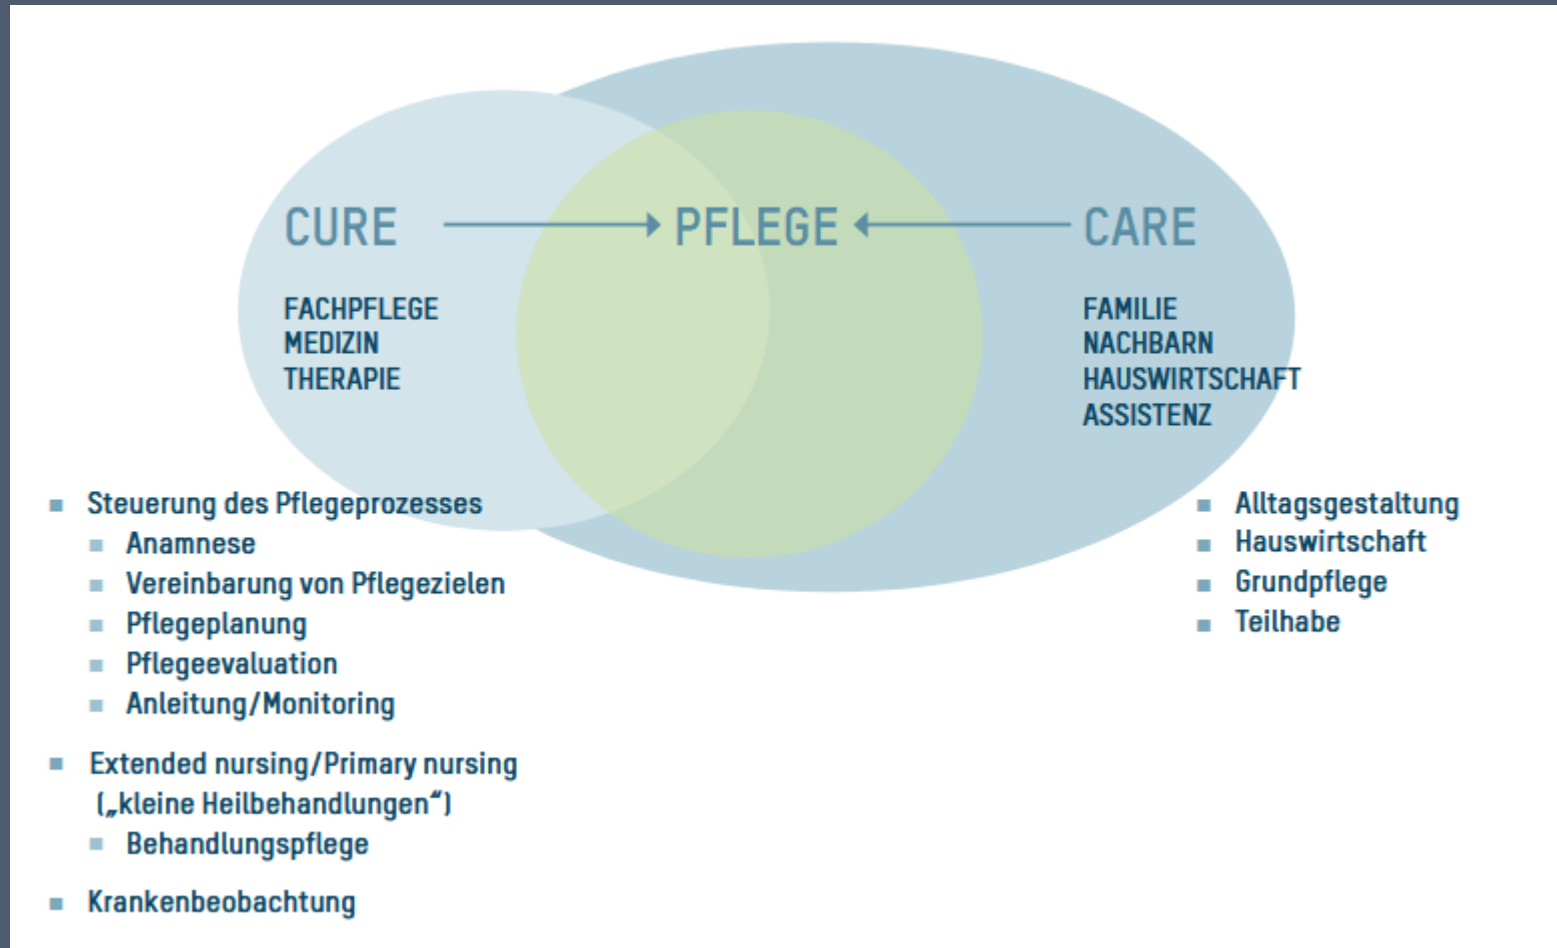 CURE
PFLEGE
CARE
FACHPFLEGE
MEDIZIN
THERAPIE
FAMILIE
NACHBARN
HAUSWIRTSCHAFT
ASSISTENZ
Steuerung des Pflegeprozesses
Anamnese
Vereinbarung von Pflegezielen
Pflegeplanung
Pflegeevaluation
Anleitung/Monitoring
Extended nursing/Primary nursing
(„kleine Heilbehandlungen“)
Behandlungspflege
Krankenbeobachtung
Alltagsgestaltung
Hauswirtschaft
Grundpflege
Teilhabe